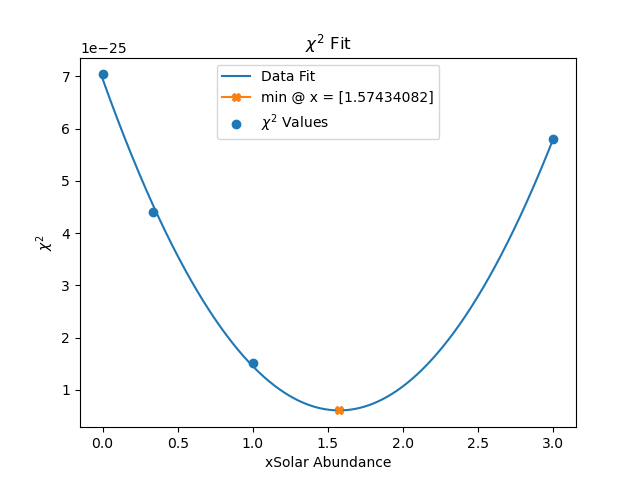 χ² Fit
1e−25
7
6
5
4
3
2
1
χ²
Data Fit
min @ x = [1.57434082]
χ² Values
0.0 0.5 1.0 1.5 2.0 2.5 3.0
xSolar Abundance